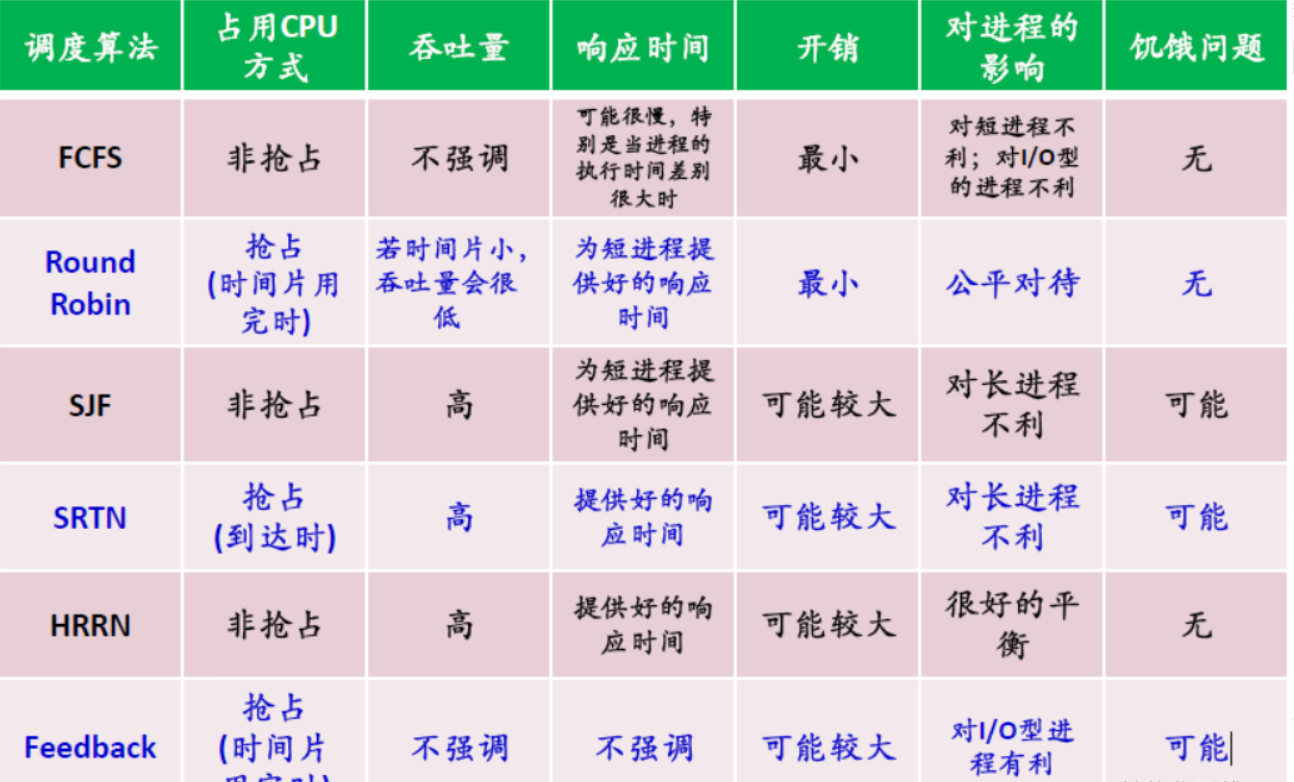 调度算法
占用CPU
方式
吞吐量
响应时间
开销
对进程的
影响
饥饿问题
FCFS
非抢占
不强调
可能很慢，特
别是当进程的
执行时间差别
很大时
最小
对短进程不
利；对I/O型
的进程不利
无
Round
Robin
抢占
(时间片用
完时)
若时间片小，
吞吐量会很
低
为短进程提
供好的响应
时间
最小
公平对待
无
SJF
非抢占
高
为短进程提
供好的响应
时间
可能较大
对长进程
不利
可能
SRTN
抢占
(到达时)
高
提供好的响
应时间
可能较大
对长进程
不利
可能
HRRN
非抢占
高
提供好的响
应时间
可能较大
很好的平
衡
无
Feedback
抢占
(时间片
用完时)
不强调
不强调
可能较大
对I/O型进
程有利
可能